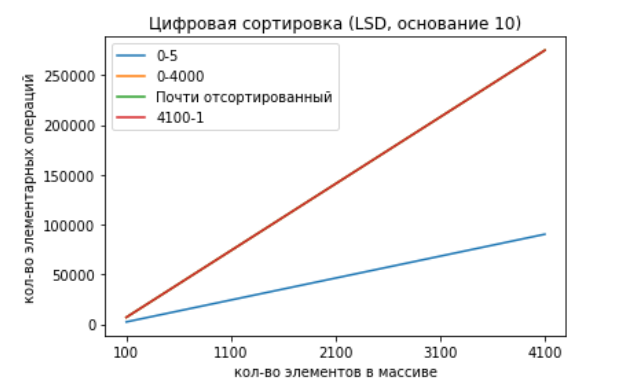 Цифровая сортировка (LSD, основание 10)
0-5
0-4000
Почти отсортированный
4100-1
кол-во элементарных операций
250000
200000
150000
100000
50000
0
100 1100 2100 3100 4100
кол-во элементов в массиве